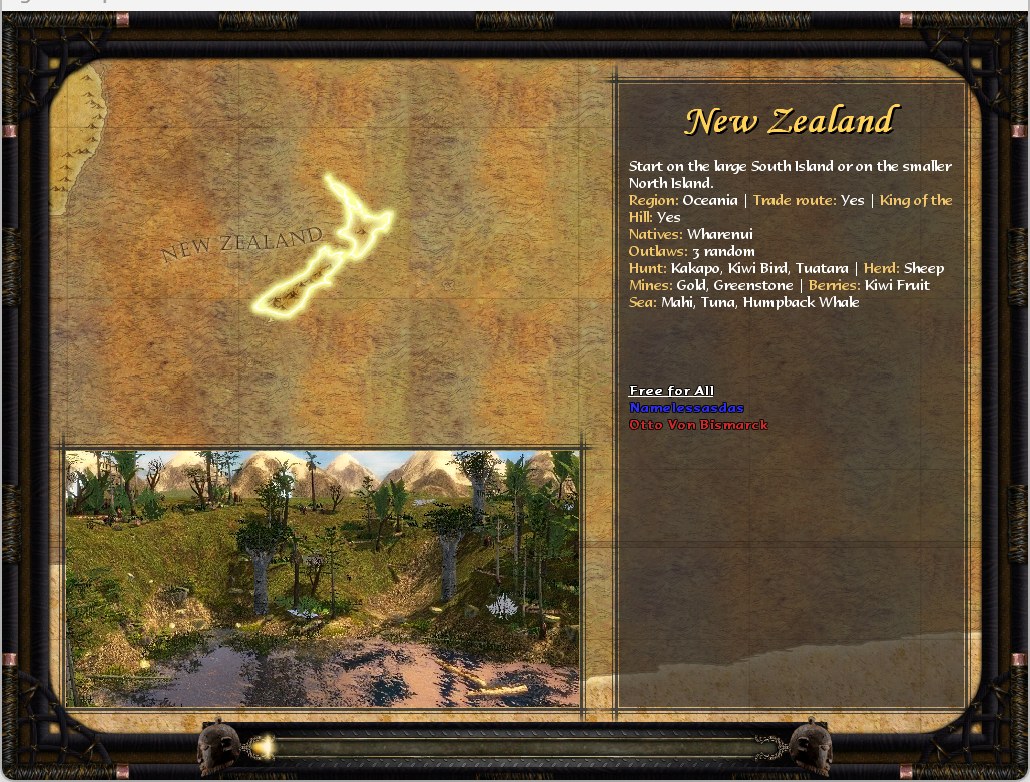 New Zealand
Start on the large South Island or on the smaller
North Island.
Region: Oceania | Trade route: Yes | King of the
Hill: Yes
Natives: Wharenui
Outlaws: 3 random
Hunt: Kakapo, Kiwi Bird, Tuatara | Herd: Sheep
Mines: Gold, Greenstone | Berries: Kiwi Fruit
Sea: Mahi, Tuna, Humpback Whale
Free for All
Namelessasdas
Otto Von Bismarck
NEW ZEALAND